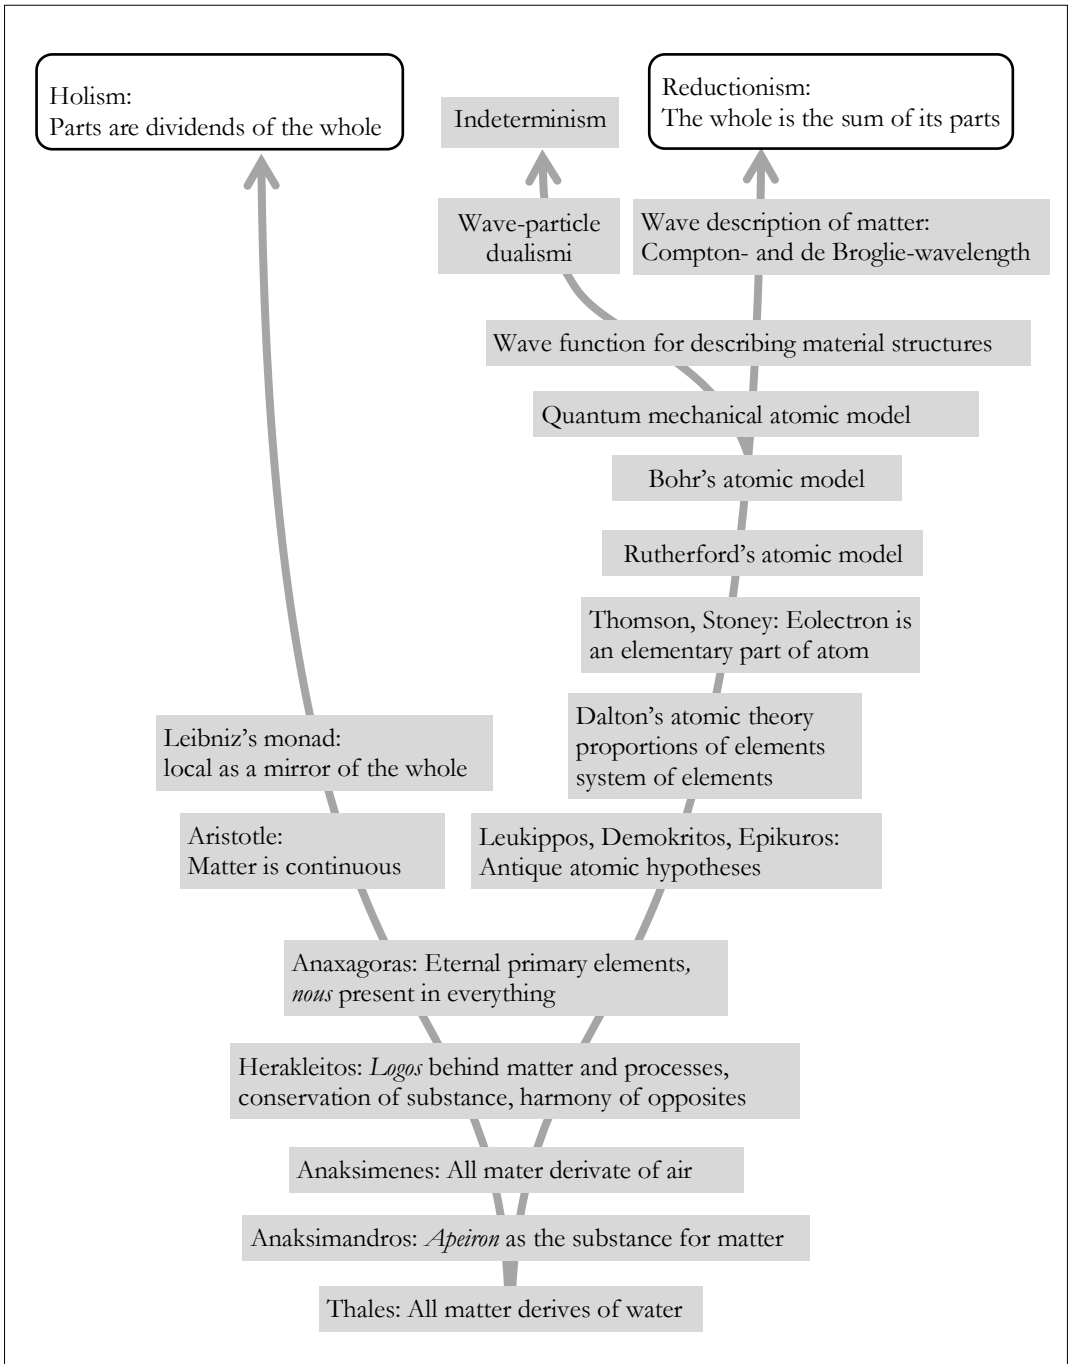 Holism:
Parts are dividends of the whole
Indeterminism
Reductionism:
The whole is the sum of its parts
Wave-particle
dualismi
Wave description of matter:
Compton- and de Broglie-wavelength
Wave function for describing material structures
Quantum mechanical atomic model
Bohr’s atomic model
Rutherford’s atomic model
Thomson, Stoney: Eolectron is
an elementary part of atom
Dalton’s atomic theory
proportions of elements
system of elements
Leibniz’s monad:
local as a mirror of the whole
Aristotle:
Matter is continuous
Leukippos, Demokritos, Epikuros:
Antique atomic hypotheses
Anaxagoras: Eternal primary elements,
nous present in everything
Herakleitos: Logos behind matter and processes,
conservation of substance, harmony of opposites
Anaksimenes: All mater derivate of air
Anaksimandros: Apeiron as the substance for matter
Thales: All matter derives of water